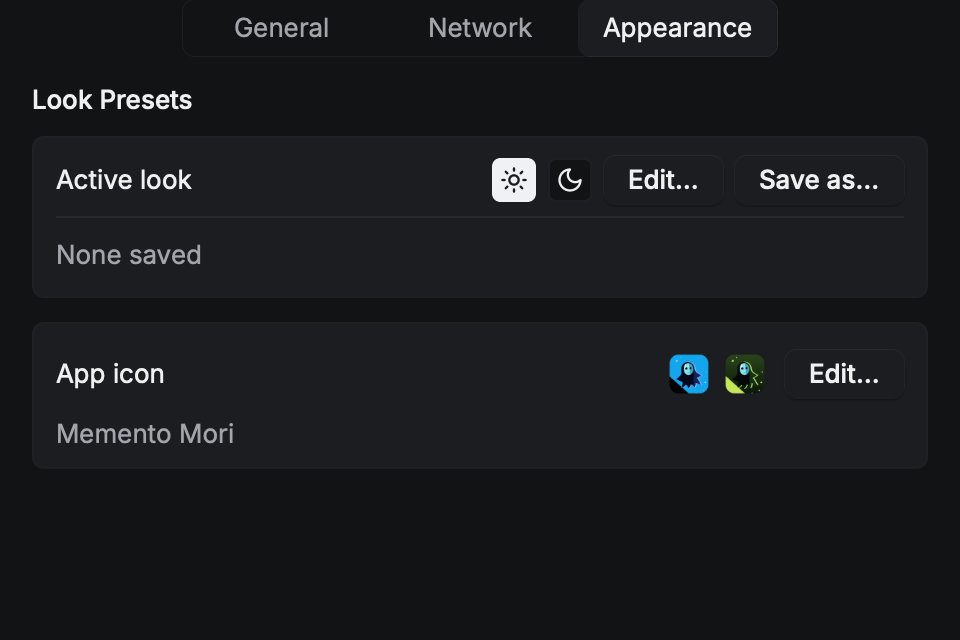 General Network Appearance
Look Presets
Active look Edit... Save as...
None saved
App icon Edit...
Memento Mori